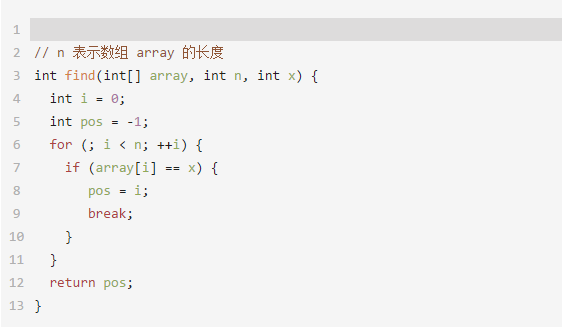 1
2 // n 表示数组 array 的长度
3 int find(int[] array, int n, int x) {
4   int i = 0;
5   int pos = -1;
6   for (; i < n; ++i) {
7     if (array[i] == x) {
8        pos = i;
9        break;
10     }
11   }
12   return pos;
13 }